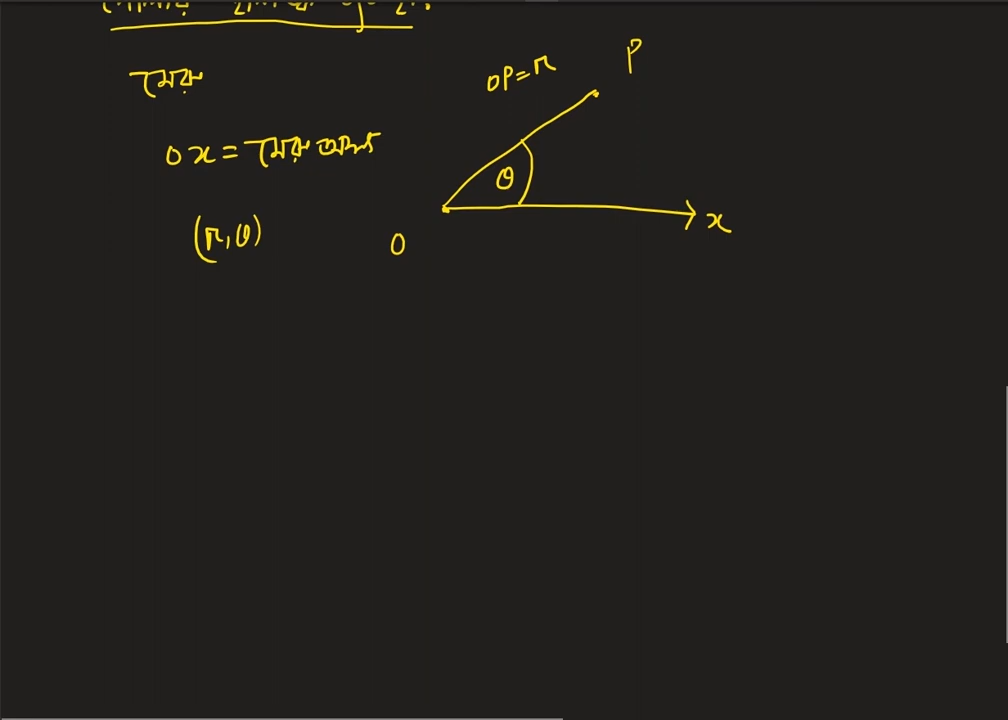 মেরু
OP=r
P
Ox = মেরু অক্ষ
θ
x
(r,θ)
O